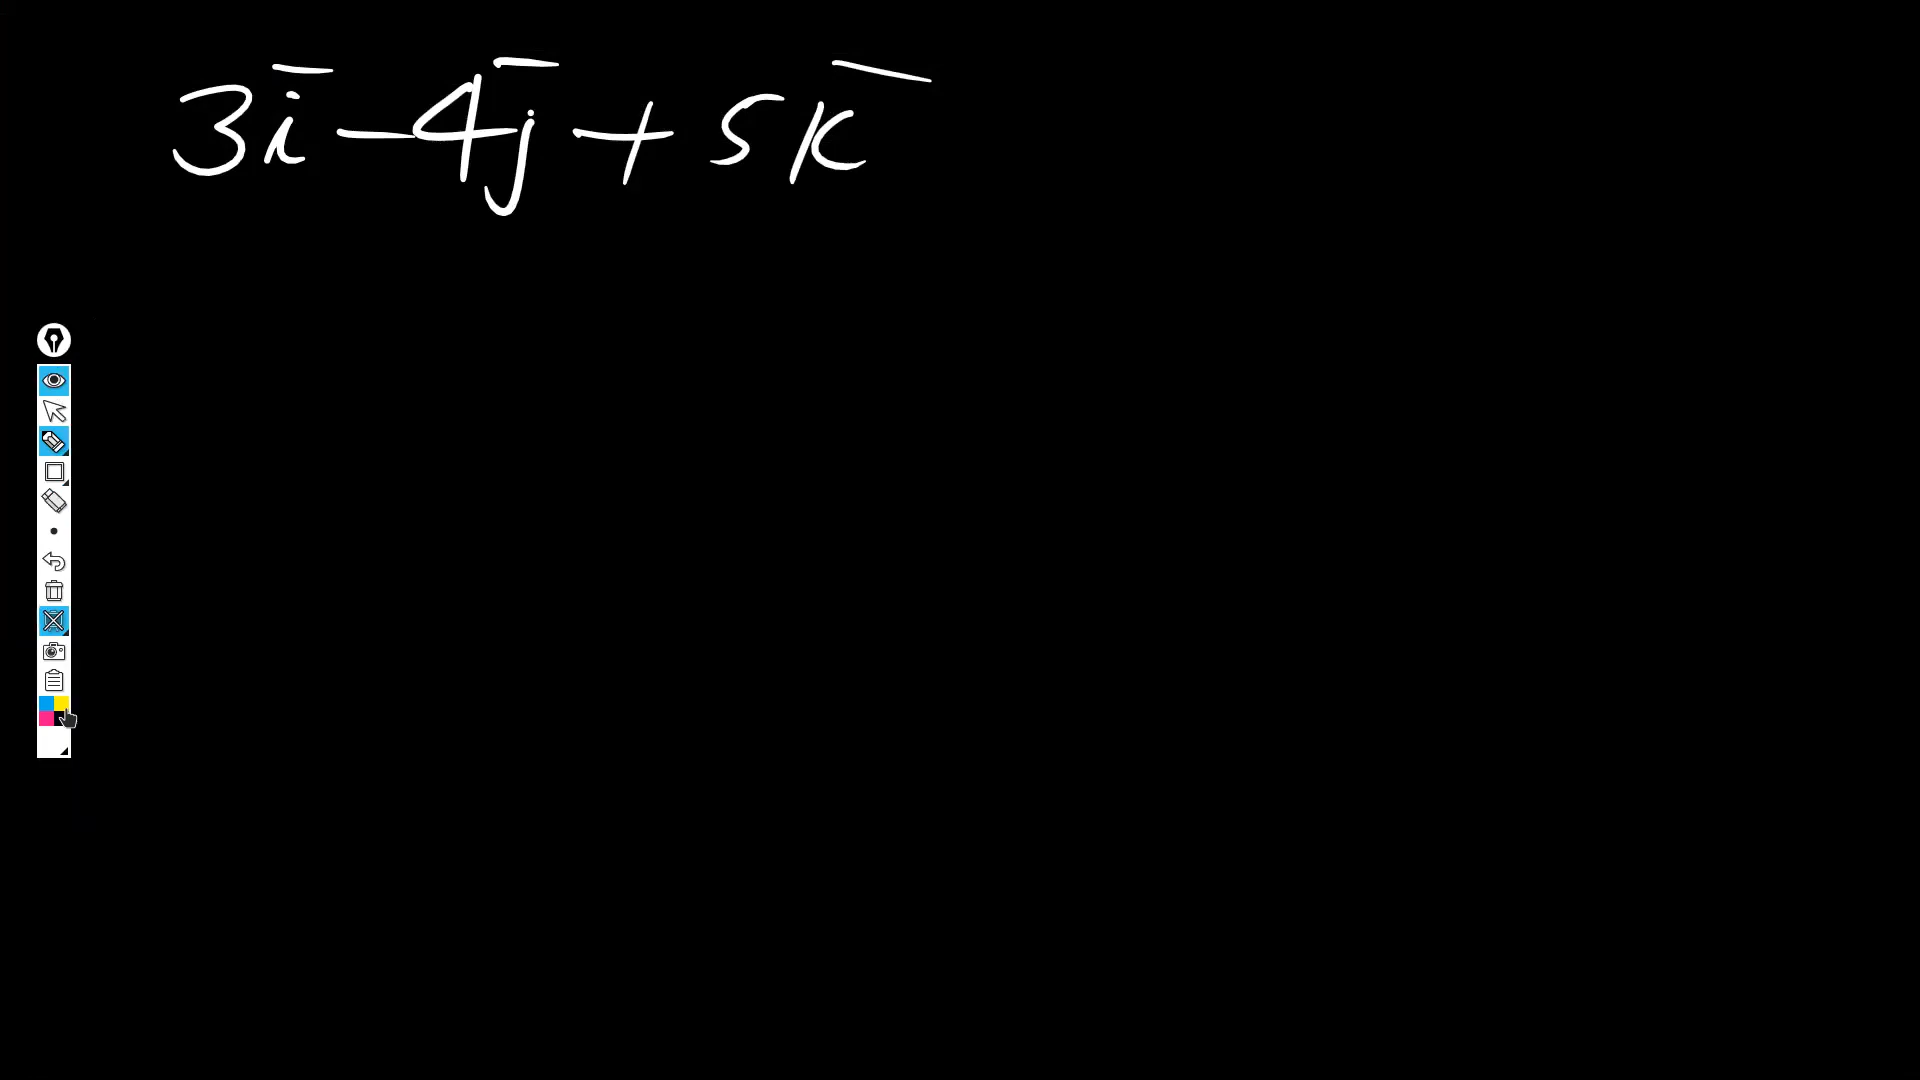 3i̅ - 4j̅ + 5k̅